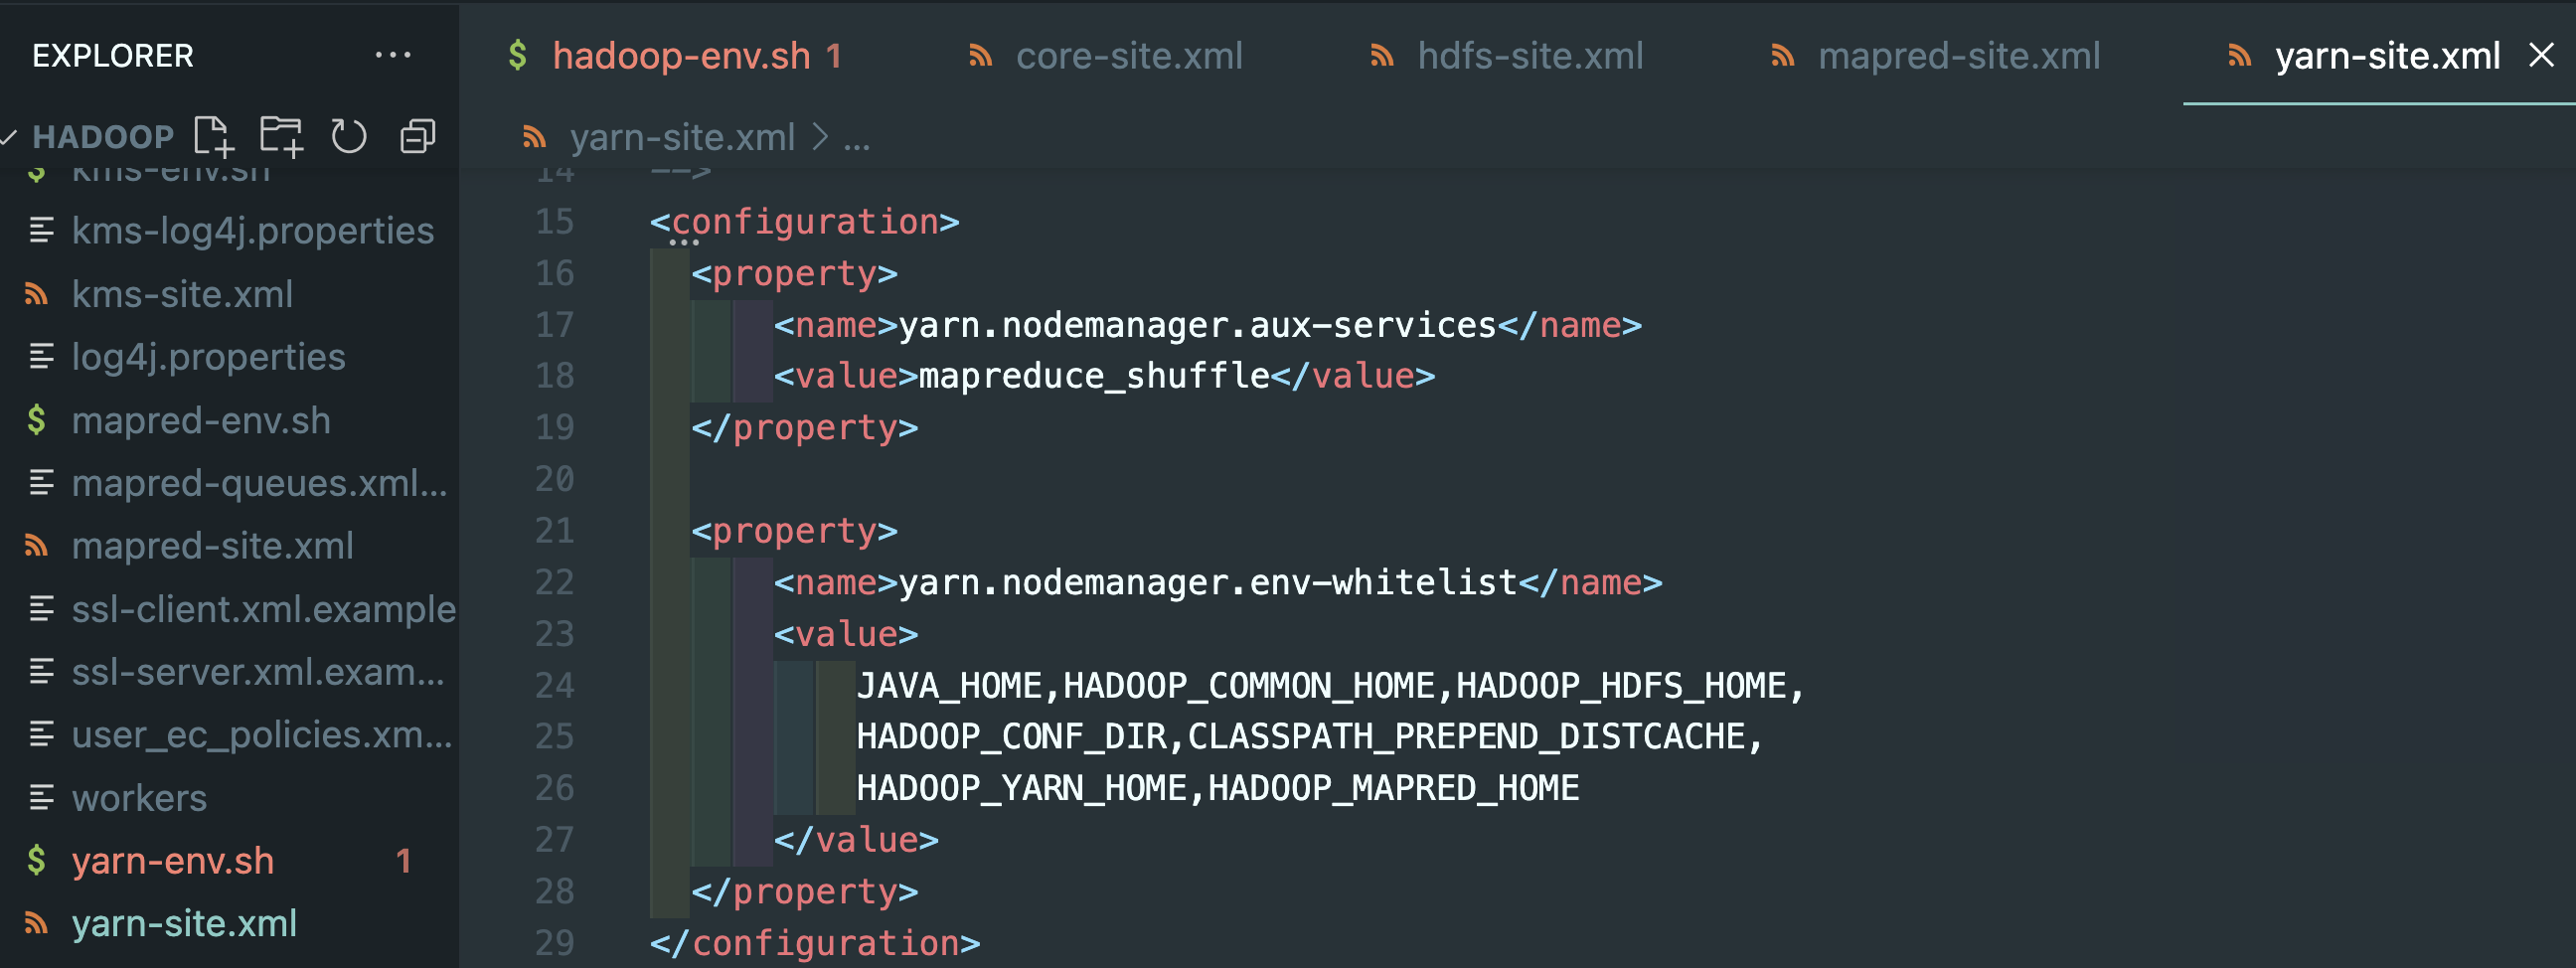 EXPLORER
HADOOP
kms-env.sh
kms-log4j.properties
kms-site.xml
log4j.properties
mapred-env.sh
mapred-queues.xml...
mapred-site.xml
ssl-client.xml.example
ssl-server.xml.exam...
user_ec_policies.xm...
workers
yarn-env.sh 1
yarn-site.xml
hadoop-env.sh 1 core-site.xml hdfs-site.xml mapred-site.xml yarn-site.xml
yarn-site.xml > ...
14 -->
15 <configuration>
16 <property>
17 <name>yarn.nodemanager.aux-services</name>
18 <value>mapreduce_shuffle</value>
19 </property>
20
21 <property>
22 <name>yarn.nodemanager.env-whitelist</name>
23 <value>
24 JAVA_HOME,HADOOP_COMMON_HOME,HADOOP_HDFS_HOME,
25 HADOOP_CONF_DIR,CLASSPATH_PREPEND_DISTCACHE,
26 HADOOP_YARN_HOME,HADOOP_MAPRED_HOME
27 </value>
28 </property>
29 </configuration>